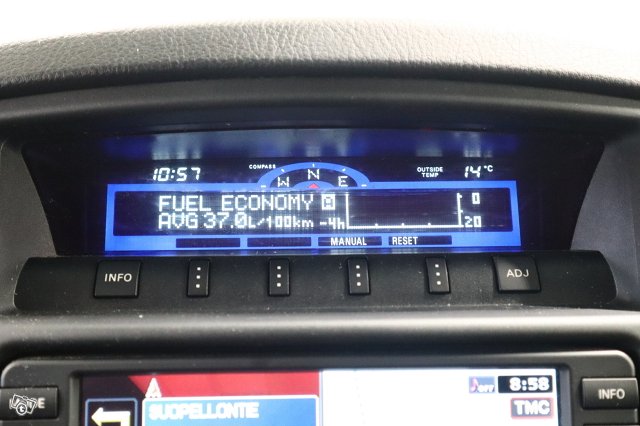 10:57 COMPASS W N E OUTSIDE TEMP 14°C
FUEL ECONOMY 0
AVG 37.0L/100km -4h 20
MANUAL RESET
INFO ADJ
OFF 8:58 INFO
SUOPELLONTE TMC